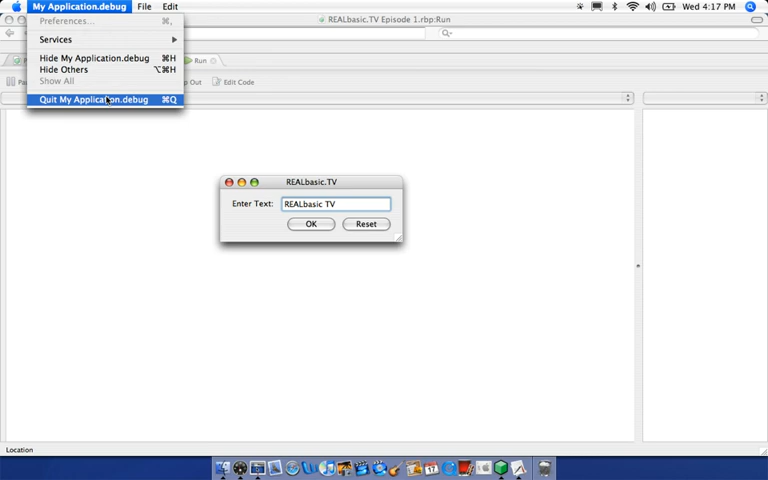 My Application.debug File Edit Wed 4:17 PM
Preferences... ⌘,
REALbasic.TV Episode 1.rbp:Run
Services
Hide My Application.debug ⌘H
Run
Hide Others ⌥⌘H
Show All
Out Edit Code
Quit My Application.debug ⌘Q
REALbasic.TV
Enter Text: REALbasic TV
OK Reset
Location